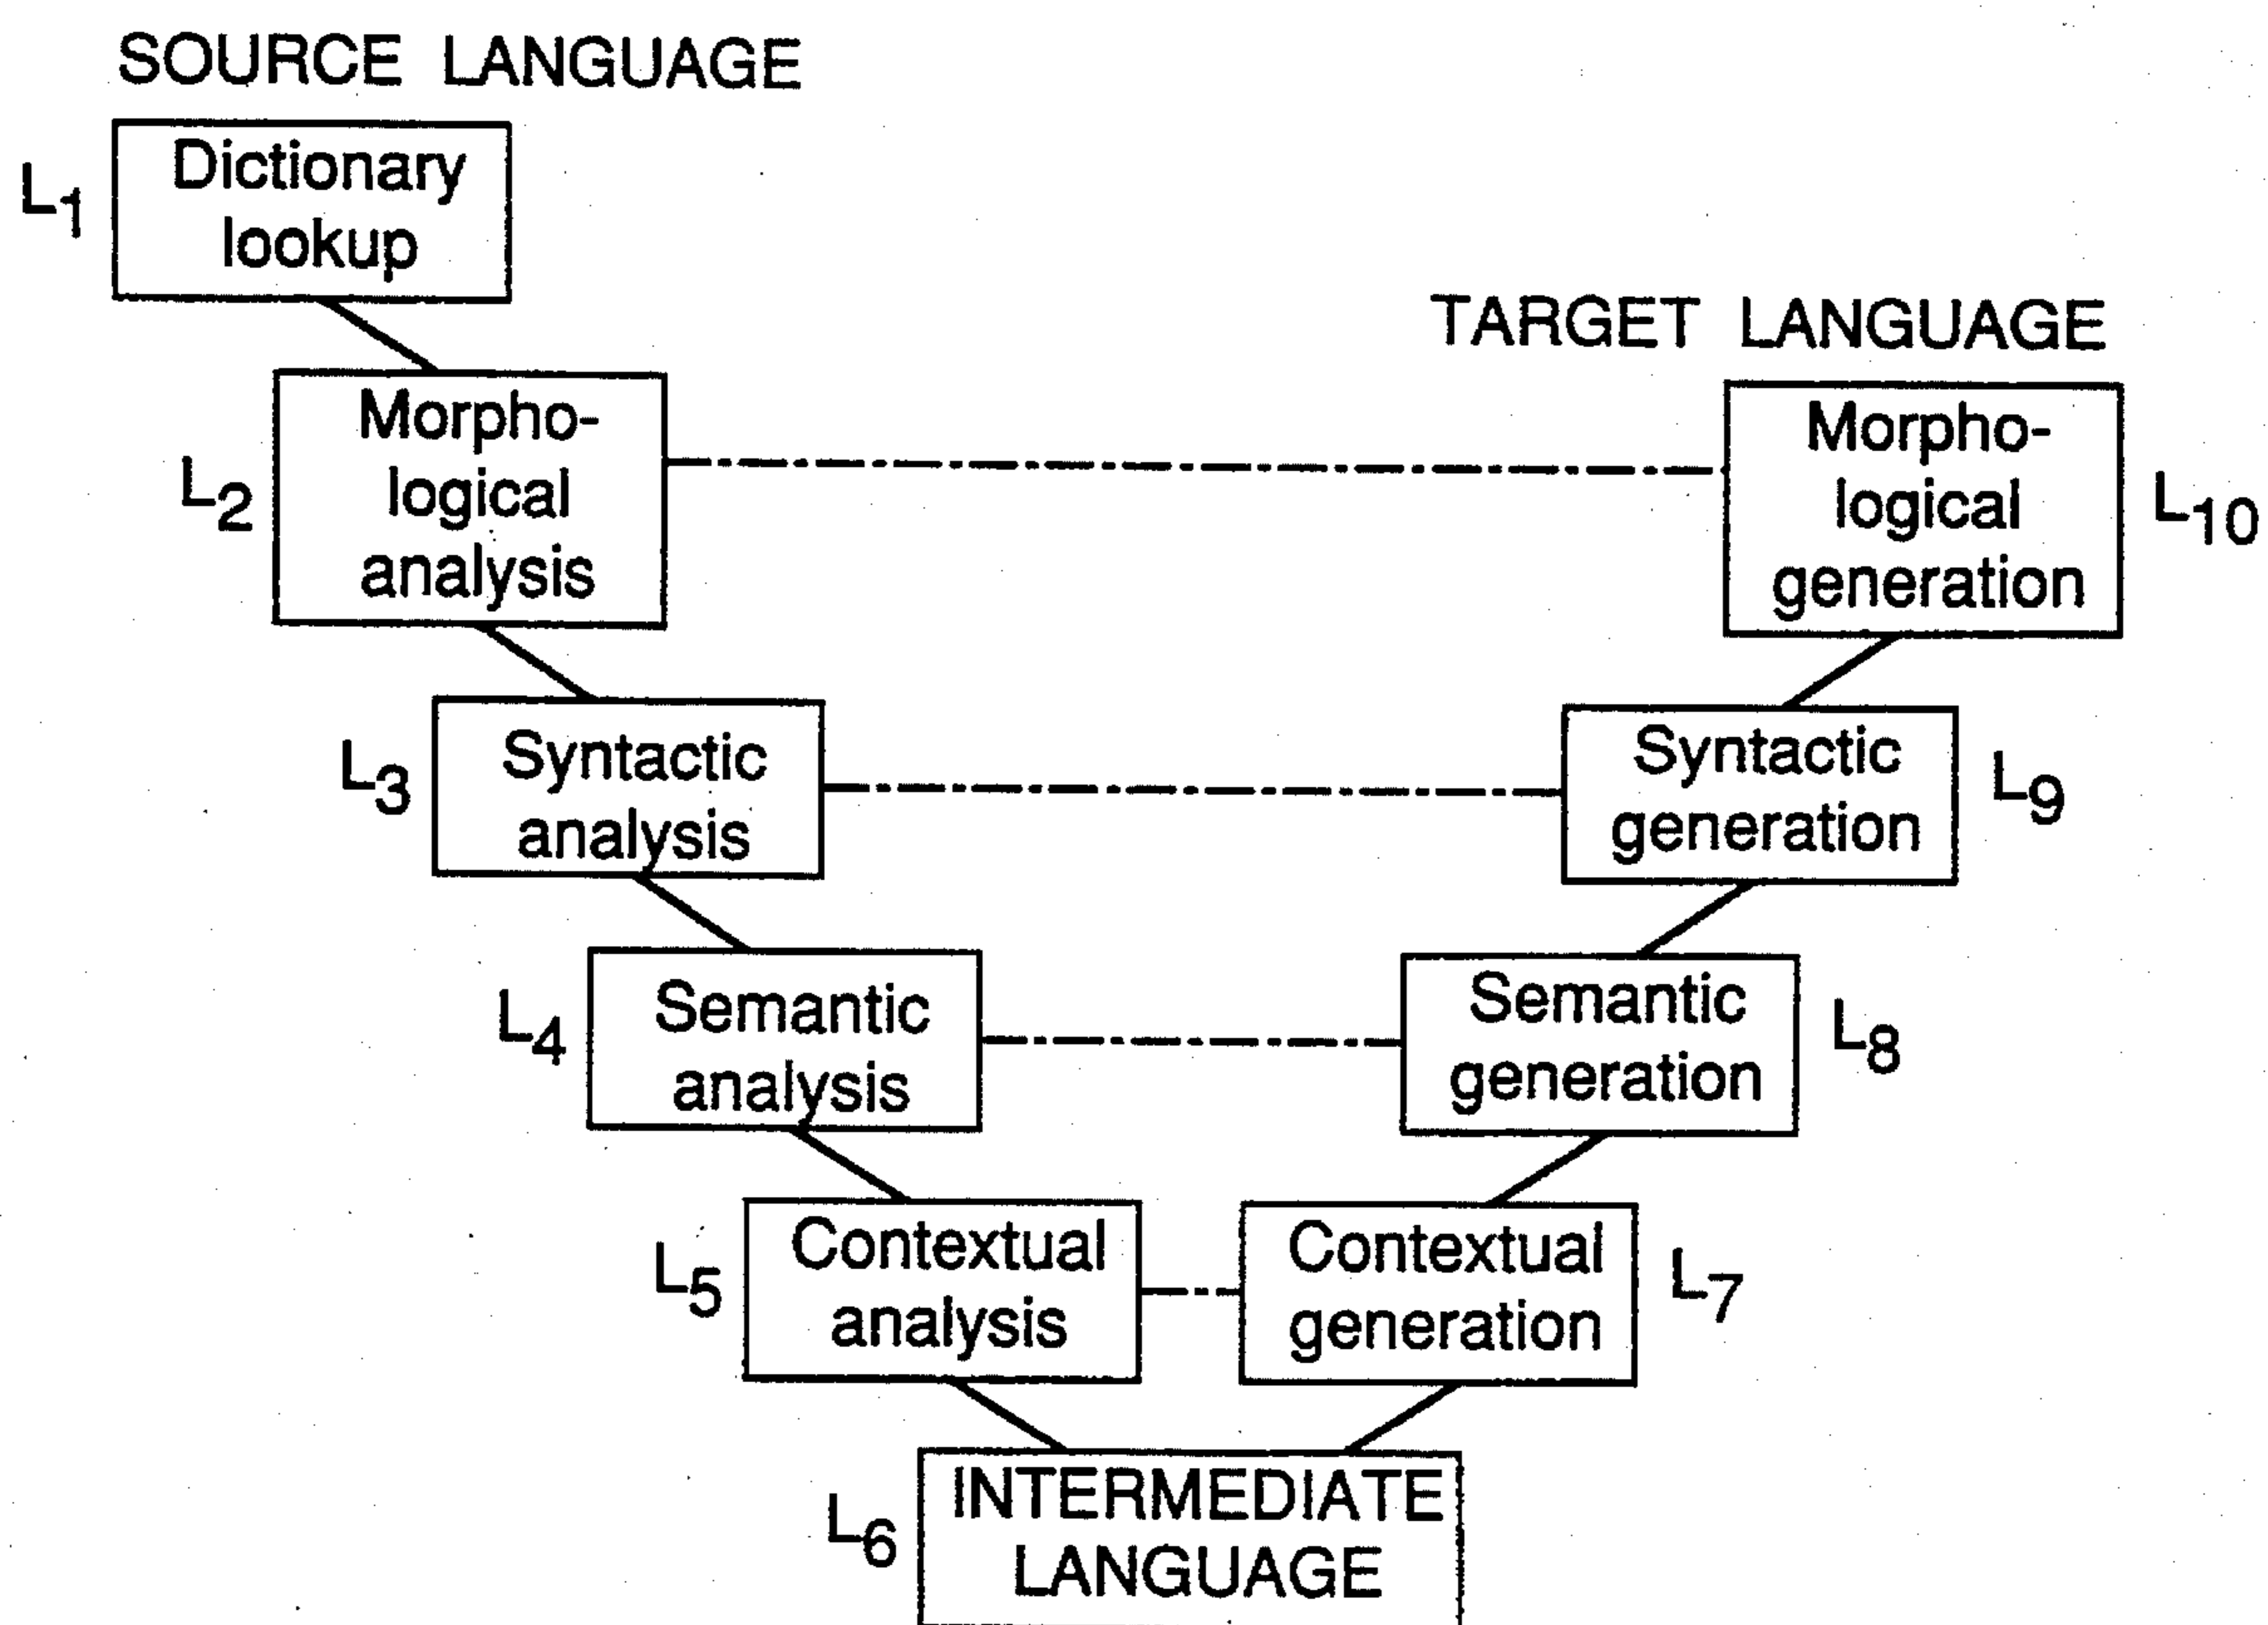 SOURCE LANGUAGE
Dictionary
lookup
L1
TARGET LANGUAGE
Morpho-
logical
analysis
L2
Morpho-
logical
generation
L10
Syntactic
analysis
L3
Syntactic
generation
L9
Semantic
analysis
L4
Semantic
generation
L8
Contextual
analysis
L5
Contextual
generation
L7
INTERMEDIATE
LANGUAGE
L6